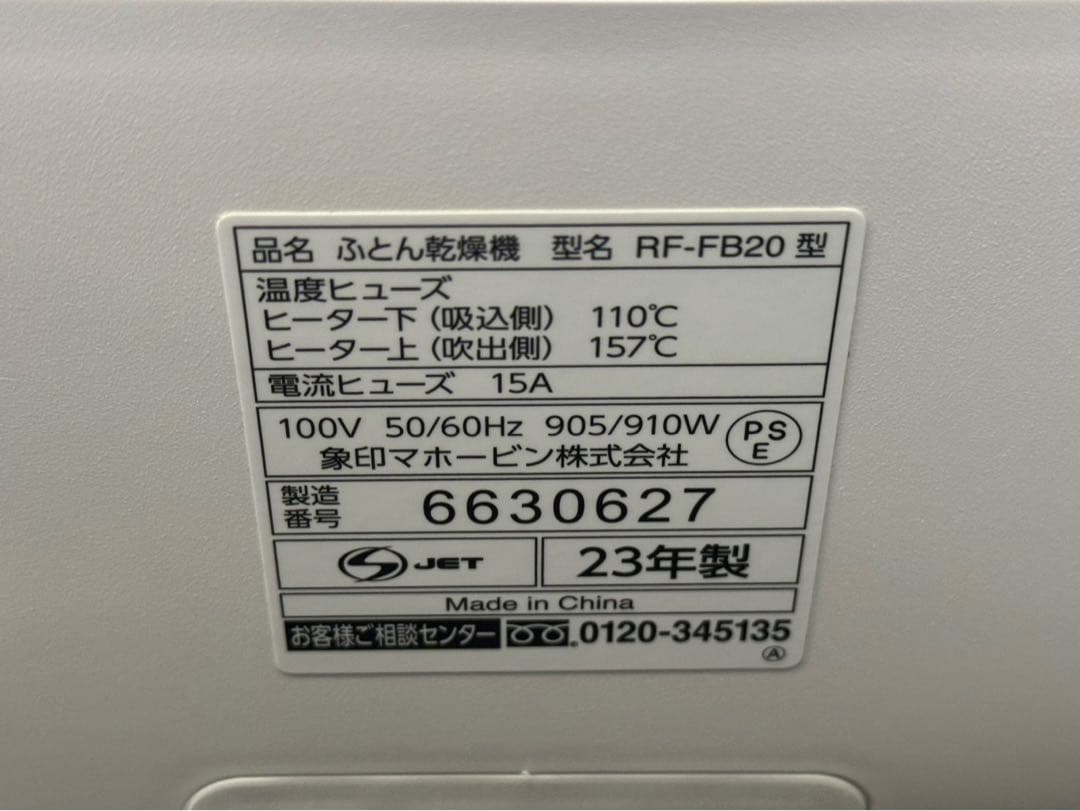 品名 ふとん乾燥機 型名 RF-FB20 型
温度ヒューズ
ヒーター下(吸込側) 110℃
ヒーター上(吹出側) 157℃
電流ヒューズ 15A
100V 50/60Hz 905/910W
象印マホービン株式会社
PS
E
製造
番号
6630627
S JET
23年製
Made in China
お客様ご相談センター 0120-345135
A